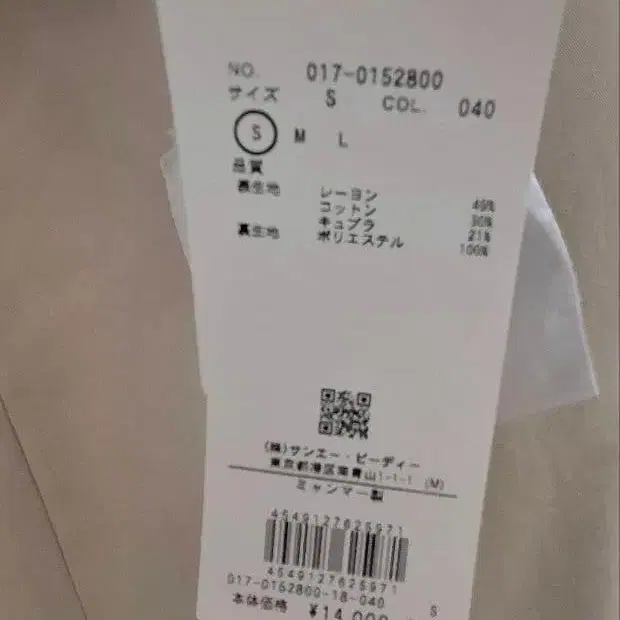 NO. 017-0152800
サイズ S COL. 040
S M L
品質
表生地 レーヨン 49%
コットン 30%
キュプラ 21%
裏生地 ポリエステル 100%
(株)サンエー・ビーディー
東京都港区南青山1-1-1 (M)
ミャンマー製
4549127625971
4549127625971
017-0152800-18-040 S
本体価格 ¥14,000